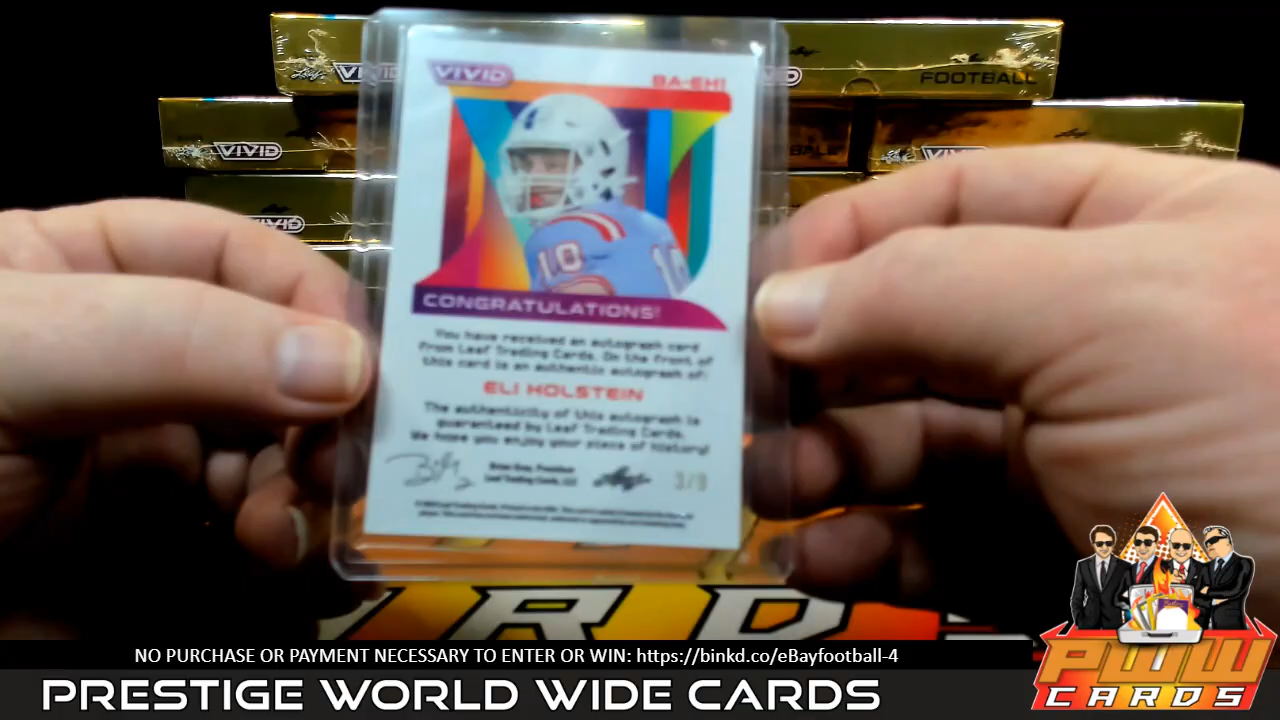 VIVID
FOOTBALL
VIVID
VIVID
BA-EH1
10
CONGRATULATIONS!
You have received an autograph card
from Leaf Trading Cards. On the front of
this card is an authentic autograph of:
ELI HOLSTEIN
The authenticity of this autograph is
guaranteed by Leaf Trading Cards.
We hope you enjoy your piece of history!
Brian Gray, President
Leaf Trading Cards, LLC
Leaf
NO PURCHASE OR PAYMENT NECESSARY TO ENTER OR WIN: https://binkd.co/eBayfootball-4
PRESTIGE WORLD WIDE CARDS
PWW
CARDS